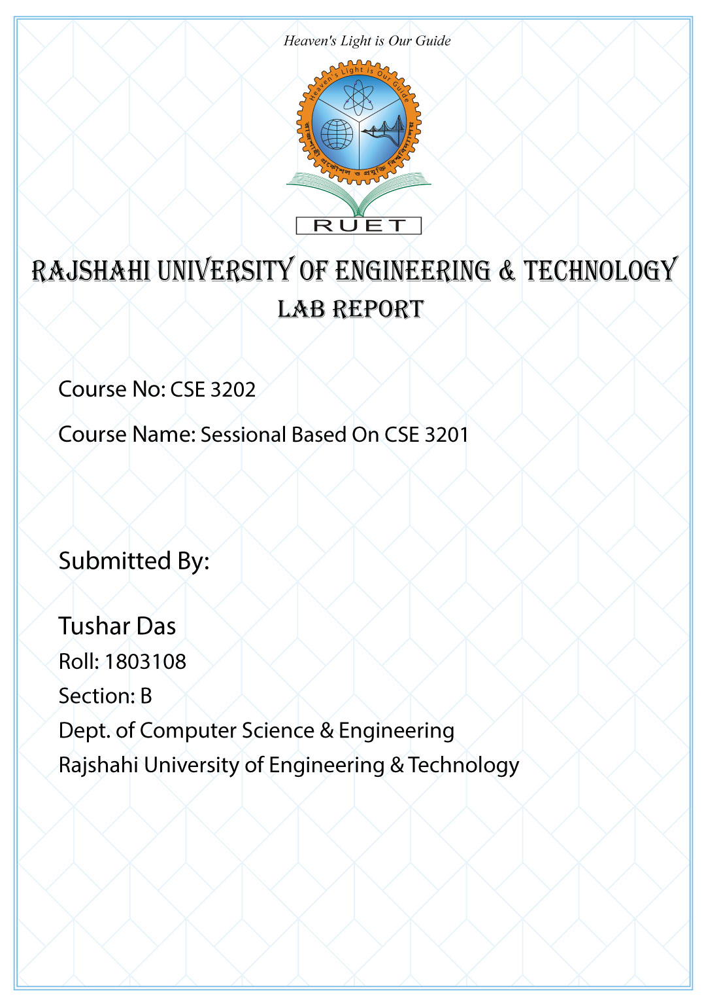 Heaven's Light is Our Guide
Heaven's Light is Our Guide
রাজশাহী প্রকৌশল ও প্রযুক্তি বিশ্ববিদ্যালয়
RUET
RAJSHAHI UNIVERSITY OF ENGINEERING & TECHNOLOGY
LAB REPORT
Course No: CSE 3202
Course Name: Sessional Based On CSE 3201
Submitted By:
Tushar Das
Roll: 1803108
Section: B
Dept. of Computer Science & Engineering
Rajshahi University of Engineering & Technology